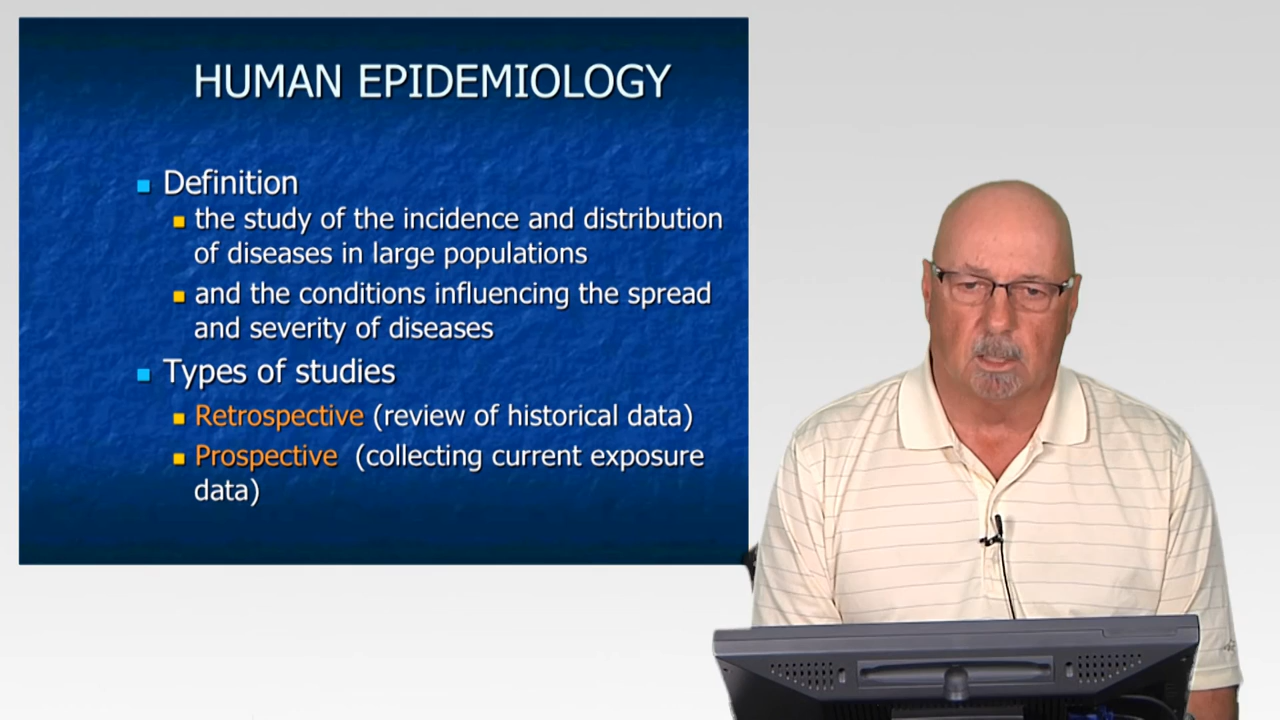 HUMAN EPIDEMIOLOGY
Definition
the study of the incidence and distribution
of diseases in large populations
and the conditions influencing the spread
and severity of diseases
Types of studies
Retrospective (review of historical data)
Prospective (collecting current exposure
data)